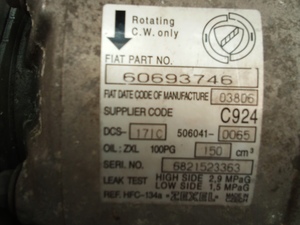 Rotating
C.W. only
FIAT PART NO.
60693746
FIAT DATE CODE OF MANUFACTURE 03806
SUPPLIER CODE C924
DCS- 171C 506041- 0065
OIL: ZXL 100PG 150 cm³
SERIAL NO. 6821523363
LEAK TEST HIGH SIDE 2,9 MPaG
LOW SIDE 1,5 MPaG
REF. HFC-134a ZEXEL